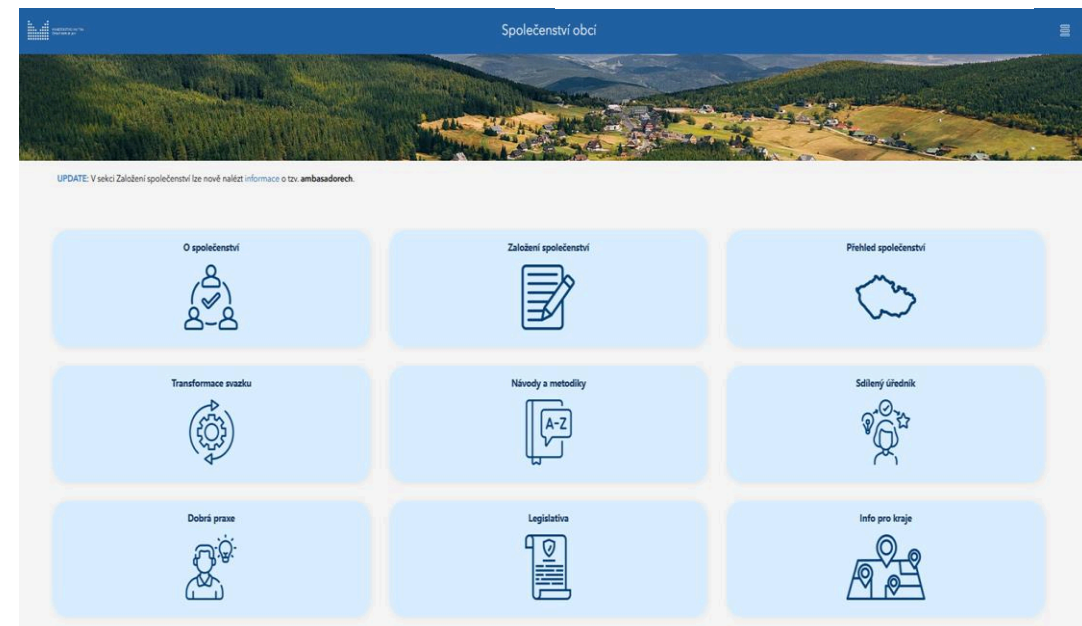 Společenství obcí
UPDATE: V sekci Založení společenství lze nově nalézt informace o tzv. ambasadorech.
O společenství
Založení společenství
Přehled společenství
Transformace svazku
Návody a metodiky
A-Z
Sdílený úředník
Dobrá praxe
Legislativa
Info pro kraje